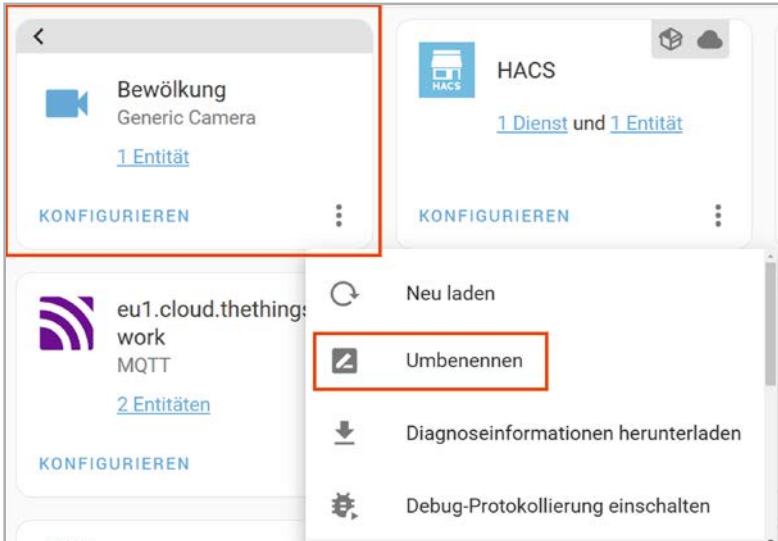 Bewölkung
Generic Camera
1 Entität
KONFIGURIEREN
HACS
HACS
1 Dienst und 1 Entität
KONFIGURIEREN
eu1.cloud.thethings
work
MQTT
2 Entitäten
KONFIGURIEREN
Neu laden
Umbenennen
Diagnoseinformationen herunterladen
Debug-Protokollierung einschalten